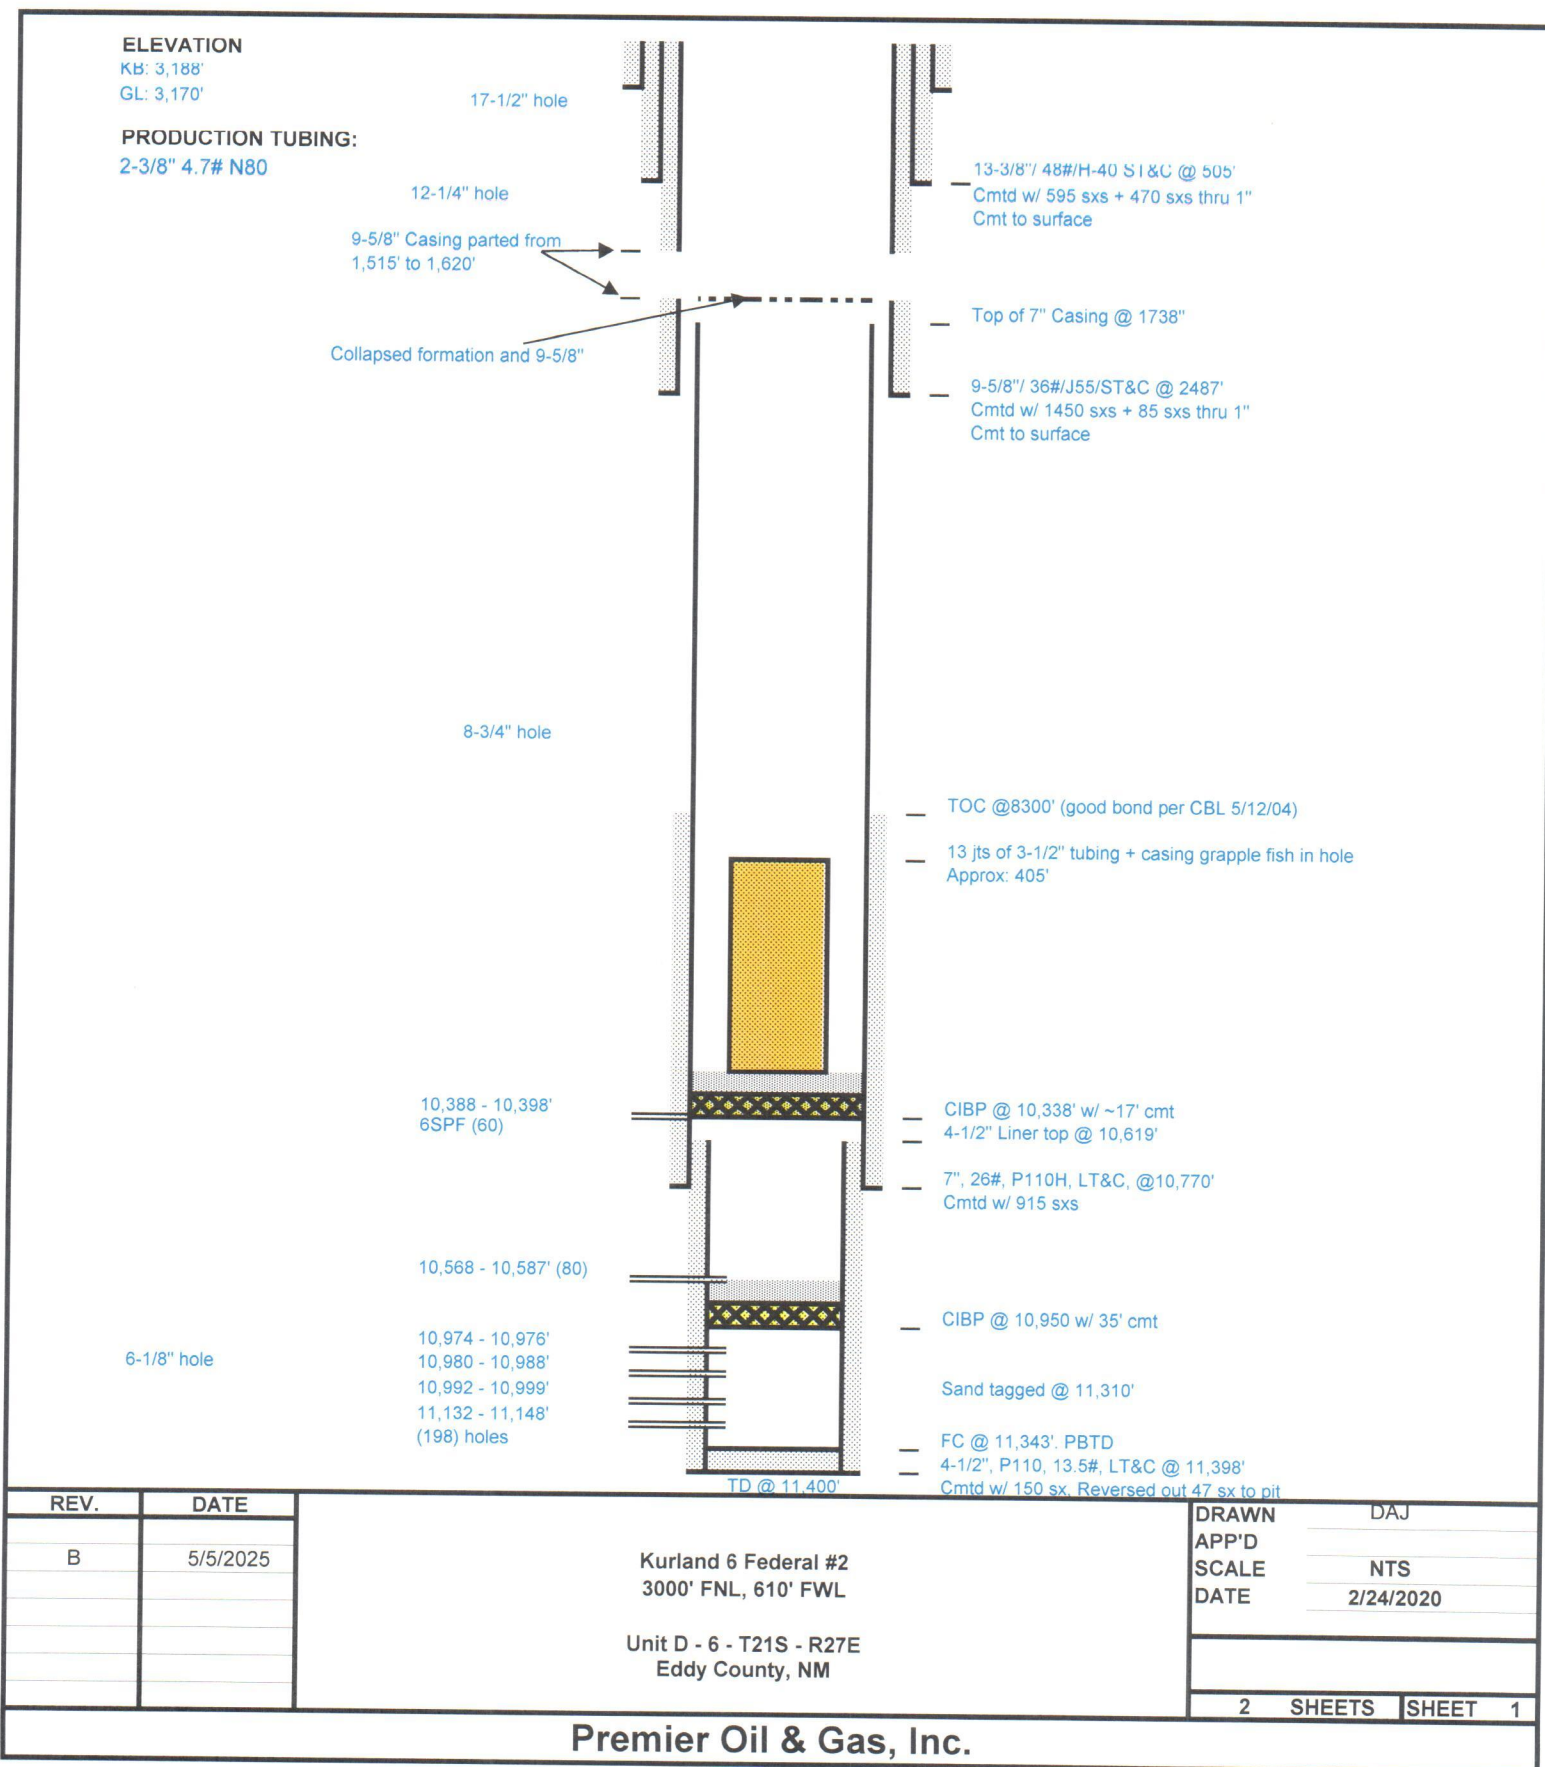 ELEVATION
KB: 3,188'
GL: 3,170'
17-1/2" hole
PRODUCTION TUBING:
2-3/8" 4.7# N80
12-1/4" hole
13-3/8"/ 48#/H-40 ST&C @ 505'
Cmtd w/ 595 sxs + 470 sxs thru 1"
Cmt to surface
9-5/8" Casing parted from
1,515' to 1,620'
Top of 7" Casing @ 1738"
Collapsed formation and 9-5/8"
9-5/8"/ 36#/J55/ST&C @ 2487'
Cmtd w/ 1450 sxs + 85 sxs thru 1"
Cmt to surface
8-3/4" hole
TOC @8300' (good bond per CBL 5/12/04)
13 jts of 3-1/2" tubing + casing grapple fish in hole
Approx: 405'
10,388 - 10,398'
6SPF (60)
CIBP @ 10,338' w/ ~17' cmt
4-1/2" Liner top @ 10,619'
7", 26#, P110H, LT&C, @10,770'
Cmtd w/ 915 sxs
10,568 - 10,587' (80)
CIBP @ 10,950 w/ 35' cmt
6-1/8" hole
10,974 - 10,976'
10,980 - 10,988'
10,992 - 10,999'
11,132 - 11,148'
(198) holes
Sand tagged @ 11,310'
FC @ 11,343'. PBTD
4-1/2", P110, 13.5#, LT&C @ 11,398'
Cmtd w/ 150 sx, Reversed out 47 sx to pit
TD @ 11,400'
REV. DATE
B 5/5/2025
Kurland 6 Federal #2
3000' FNL, 610' FWL
Unit D - 6 - T21S - R27E
Eddy County, NM
DRAWN DAJ
APP'D
SCALE NTS
DATE 2/24/2020
2 SHEETS SHEET 1
Premier Oil & Gas, Inc.